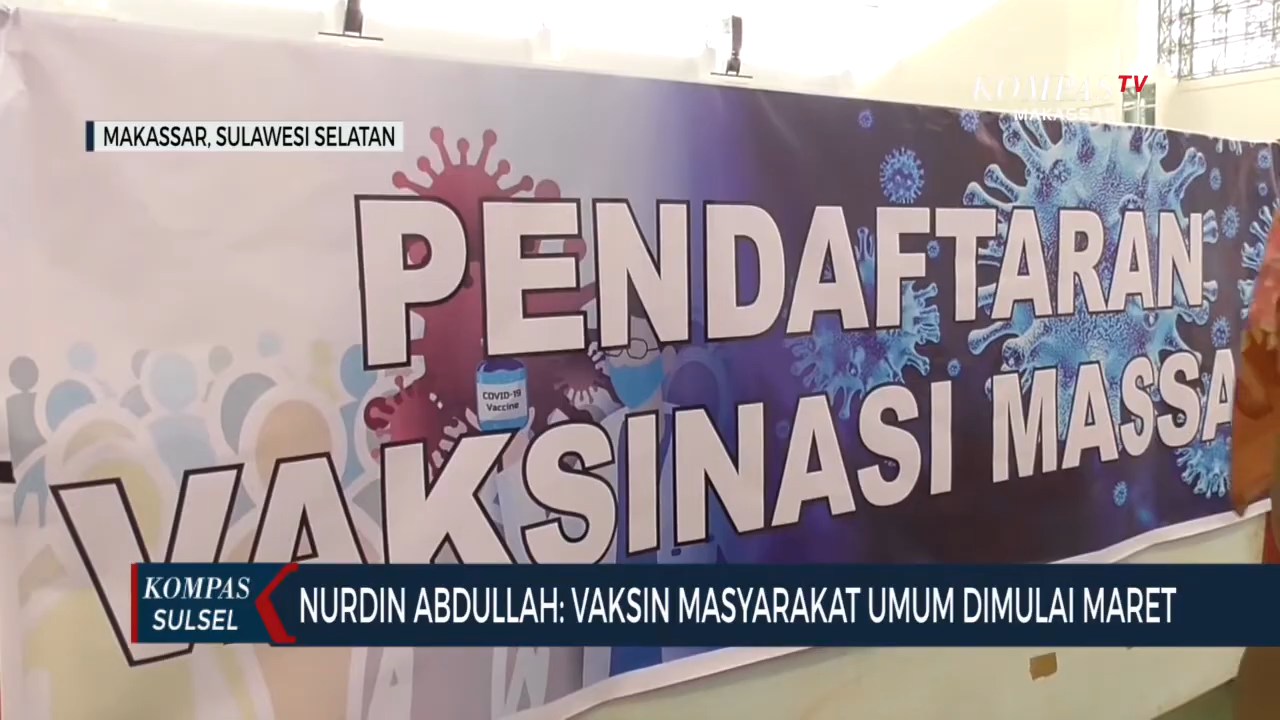 KOMPAS TV
MAKASS
MAKASSAR, SULAWESI SELATAN
PENDAFTARAN
COVID-19
Vaccine
VAKSINASI MASSA
KOMPAS
SULSEL
NURDIN ABDULLAH: VAKSIN MASYARAKAT UMUM DIMULAI MARET